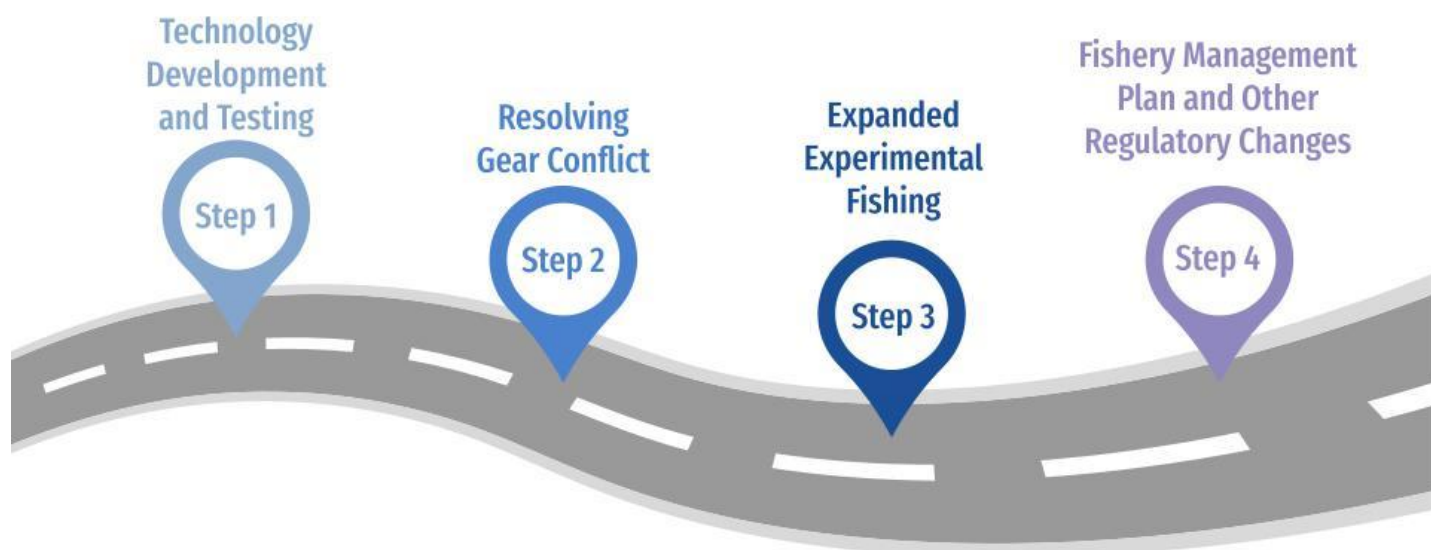 Technology
Development
and Testing
Step 1
Resolving
Gear Conflict
Step 2
Expanded
Experimental
Fishing
Step 3
Fishery Management
Plan and Other
Regulatory Changes
Step 4